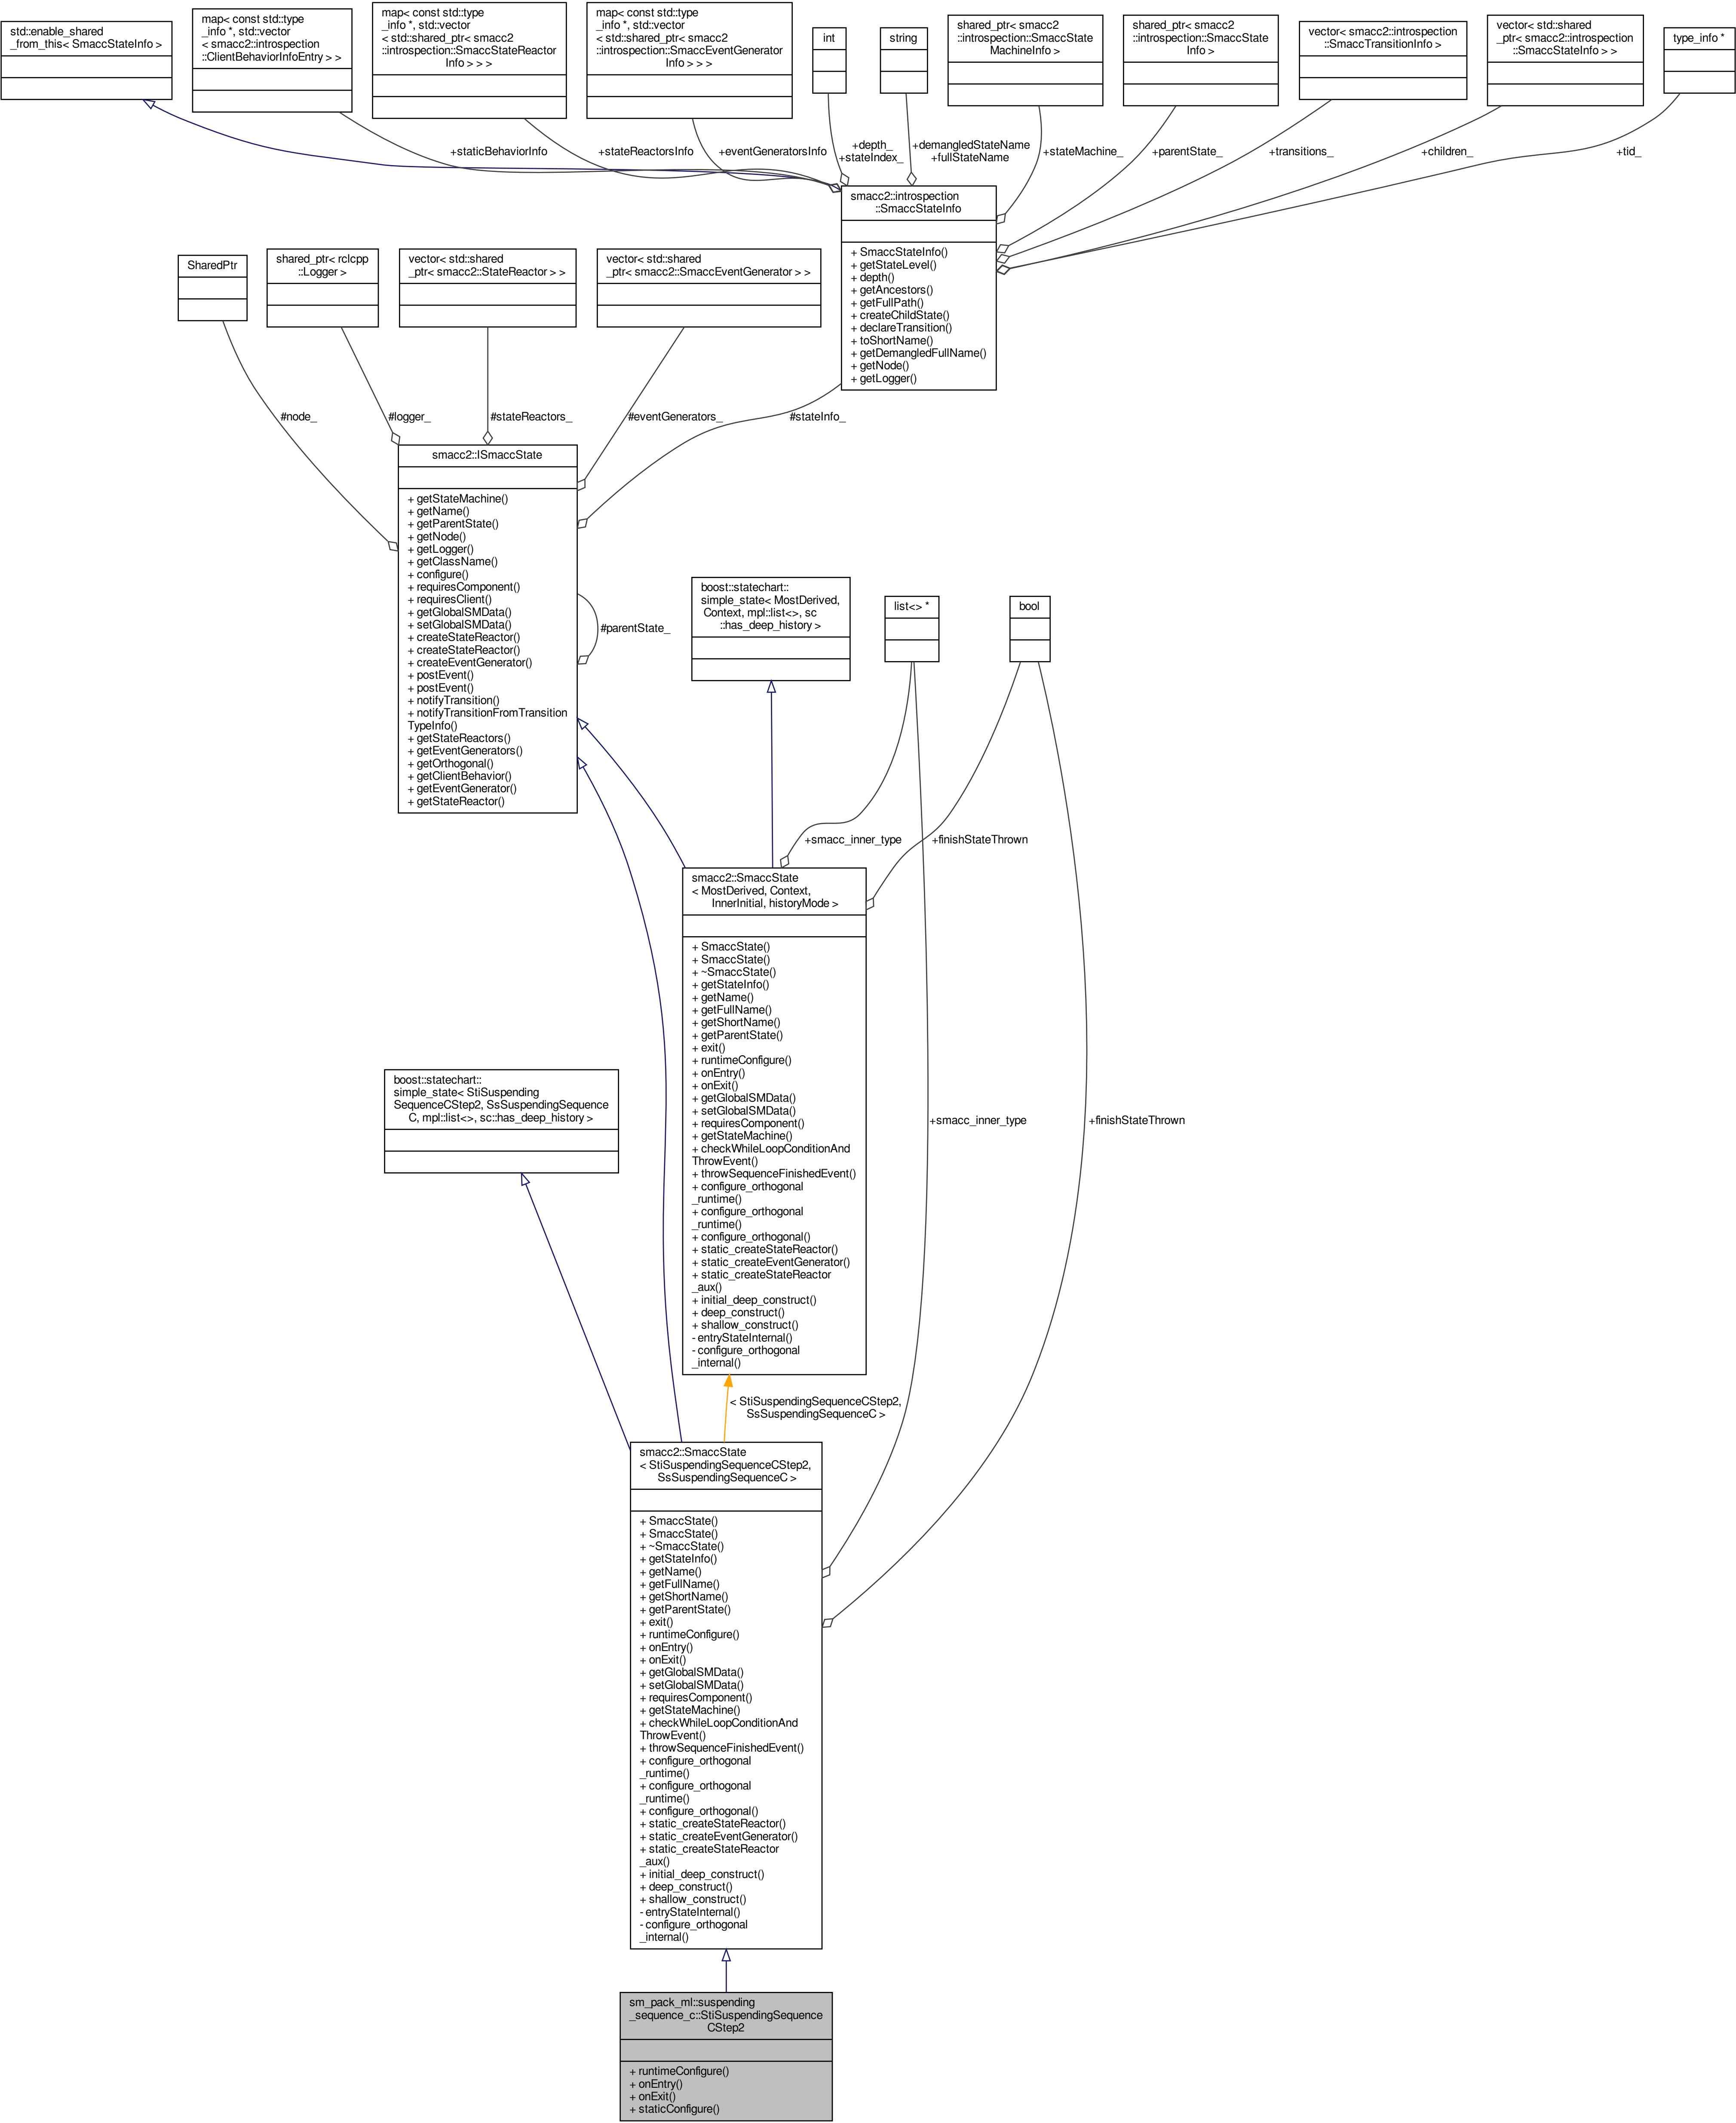 std::enable_shared
_from_this< SmaccStateInfo >
map< const std::type
_info *, std::vector
< smacc2::introspection
::ClientBehaviorInfoEntry > >
map< const std::type
_info *, std::vector
< std::shared_ptr< smacc2
::introspection::SmaccStateReactor
Info > > >
map< const std::type
_info *, std::vector
< std::shared_ptr< smacc2
::introspection::SmaccEventGenerator
Info > > >
int
string
shared_ptr< smacc2
::introspection::SmaccState
MachineInfo >
shared_ptr< smacc2
::introspection::SmaccState
Info >
vector< smacc2::introspection
::SmaccTransitionInfo >
vector< std::shared
_ptr< smacc2::introspection
::SmaccStateInfo > >
type_info *
+staticBehaviorInfo
+stateReactorsInfo
+eventGeneratorsInfo
+depth_
+stateIndex_
+demangledStateName
+fullStateName
+stateMachine_
+parentState_
+transitions_
+children_
+tid_
smacc2::introspection
::SmaccStateInfo
+ SmaccStateInfo()
+ getStateLevel()
+ depth()
+ getAncestors()
+ getFullPath()
+ createChildState()
+ declareTransition()
+ toShortName()
+ getDemangledFullName()
+ getNode()
+ getLogger()
SharedPtr
shared_ptr< rclcpp
::Logger >
vector< std::shared
_ptr< smacc2::StateReactor > >
vector< std::shared
_ptr< smacc2::SmaccEventGenerator > >
#node_
#logger_
#stateReactors_
#eventGenerators_
#stateInfo_
smacc2::ISmaccState
+ getStateMachine()
+ getName()
+ getParentState()
+ getNode()
+ getLogger()
+ getClassName()
+ configure()
+ requiresComponent()
+ requiresClient()
+ getGlobalSMData()
+ setGlobalSMData()
+ createStateReactor()
+ createStateReactor()
+ createEventGenerator()
+ postEvent()
+ postEvent()
+ notifyTransition()
+ notifyTransitionFromTransition
TypeInfo()
+ getStateReactors()
+ getEventGenerators()
+ getOrthogonal()
+ getClientBehavior()
+ getEventGenerator()
+ getStateReactor()
#parentState_
boost::statechart::
simple_state< MostDerived,
Context, mpl::list<>, sc
::has_deep_history >
list<> *
bool
+smacc_inner_type
+finishStateThrown
smacc2::SmaccState
< MostDerived, Context,
InnerInitial, historyMode >
+ SmaccState()
+ SmaccState()
+ ~SmaccState()
+ getStateInfo()
+ getName()
+ getFullName()
+ getShortName()
+ getParentState()
+ exit()
+ runtimeConfigure()
+ onEntry()
+ onExit()
+ getGlobalSMData()
+ setGlobalSMData()
+ requiresComponent()
+ getStateMachine()
+ checkWhileLoopConditionAnd
ThrowEvent()
+ throwSequenceFinishedEvent()
+ configure_orthogonal
_runtime()
+ configure_orthogonal
_runtime()
+ configure_orthogonal()
+ static_createStateReactor()
+ static_createEventGenerator()
+ static_createStateReactor
_aux()
+ initial_deep_construct()
+ deep_construct()
+ shallow_construct()
- entryStateInternal()
- configure_orthogonal
_internal()
boost::statechart::
simple_state< StiSuspending
SequenceCStep2, SsSuspendingSequence
C, mpl::list<>, sc::has_deep_history >
+smacc_inner_type
+finishStateThrown
< StiSuspendingSequenceCStep2,
SsSuspendingSequenceC >
smacc2::SmaccState
< StiSuspendingSequenceCStep2,
SsSuspendingSequenceC >
+ SmaccState()
+ SmaccState()
+ ~SmaccState()
+ getStateInfo()
+ getName()
+ getFullName()
+ getShortName()
+ getParentState()
+ exit()
+ runtimeConfigure()
+ onEntry()
+ onExit()
+ getGlobalSMData()
+ setGlobalSMData()
+ requiresComponent()
+ getStateMachine()
+ checkWhileLoopConditionAnd
ThrowEvent()
+ throwSequenceFinishedEvent()
+ configure_orthogonal
_runtime()
+ configure_orthogonal
_runtime()
+ configure_orthogonal()
+ static_createStateReactor()
+ static_createEventGenerator()
+ static_createStateReactor
_aux()
+ initial_deep_construct()
+ deep_construct()
+ shallow_construct()
- entryStateInternal()
- configure_orthogonal
_internal()
sm_pack_ml::suspending
_sequence_c::StiSuspendingSequence
CStep2
+ runtimeConfigure()
+ onEntry()
+ onExit()
+ staticConfigure()